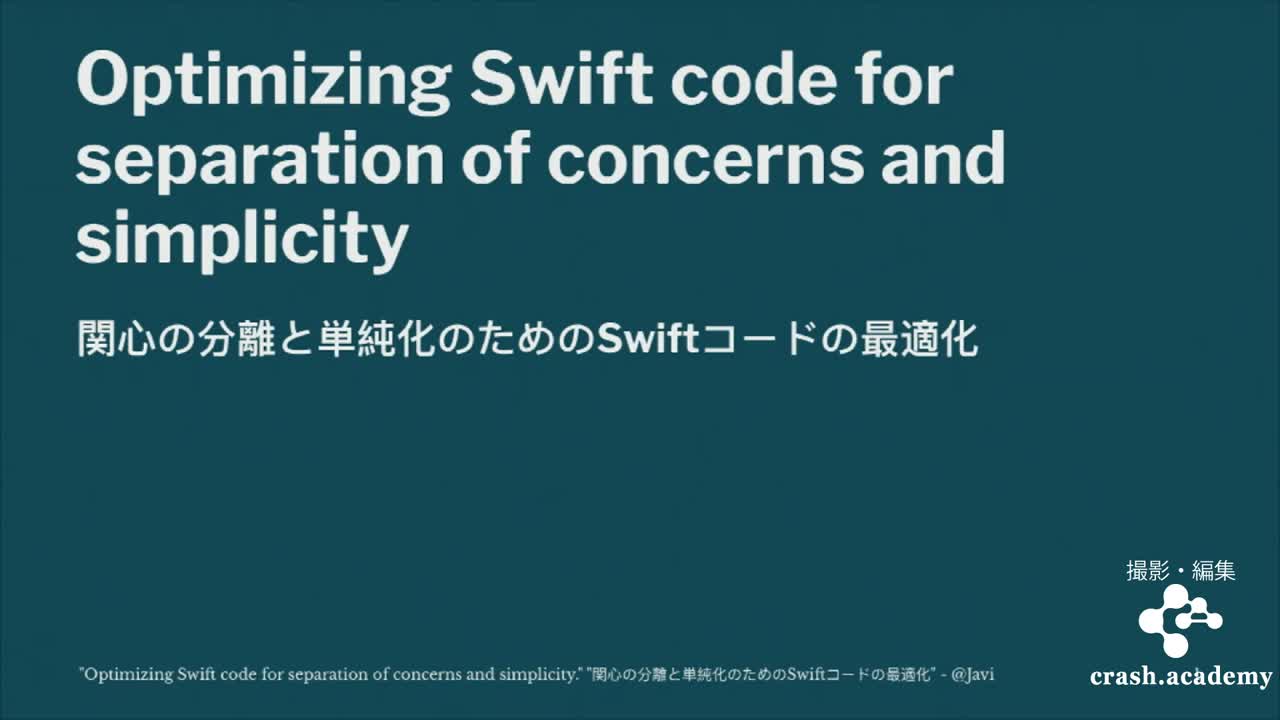 Optimizing Swift code for
separation of concerns and
simplicity
関心の分離と単純化のためのSwiftコードの最適化
撮影・編集
crash.academy
"Optimizing Swift code for separation of concerns and simplicity." "関心の分離と単純化のためのSwiftコードの最適化" - @Javi